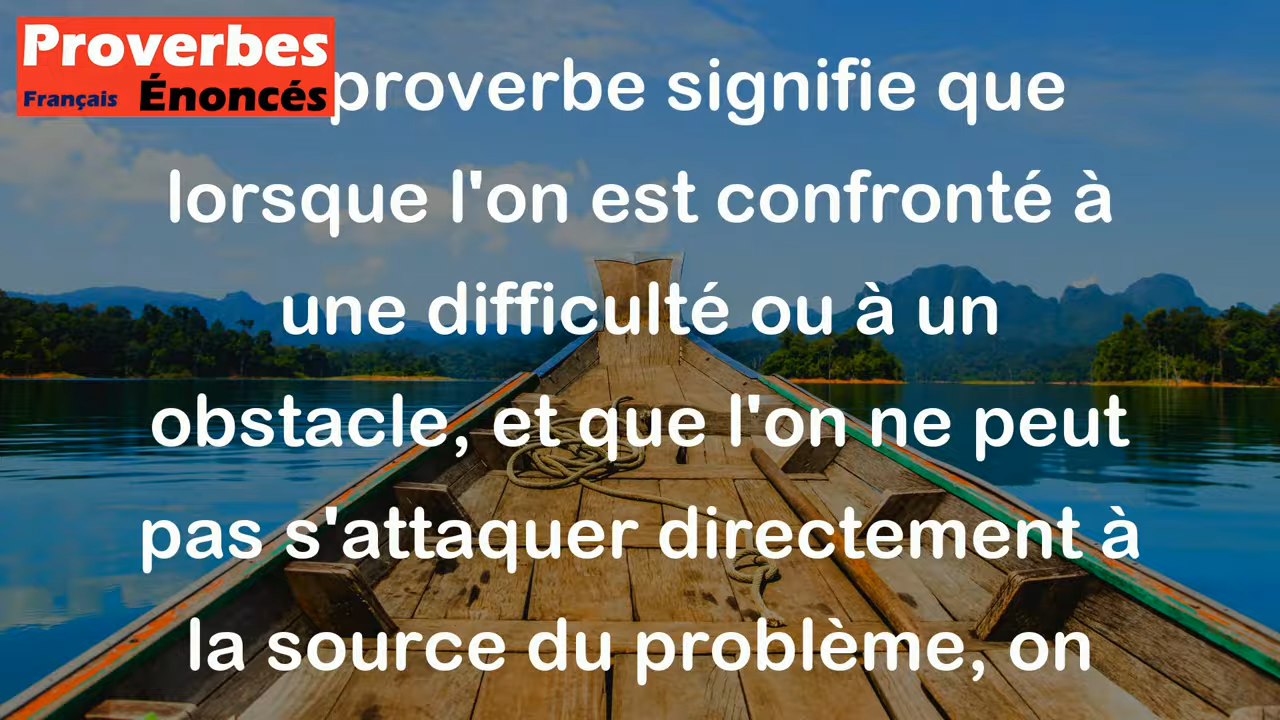 Proverbes
Français Énoncés
proverbe signifie que
lorsque l'on est confronté à
une difficulté ou à un
obstacle, et que l'on ne peut
pas s'attaquer directement à
la source du problème, on